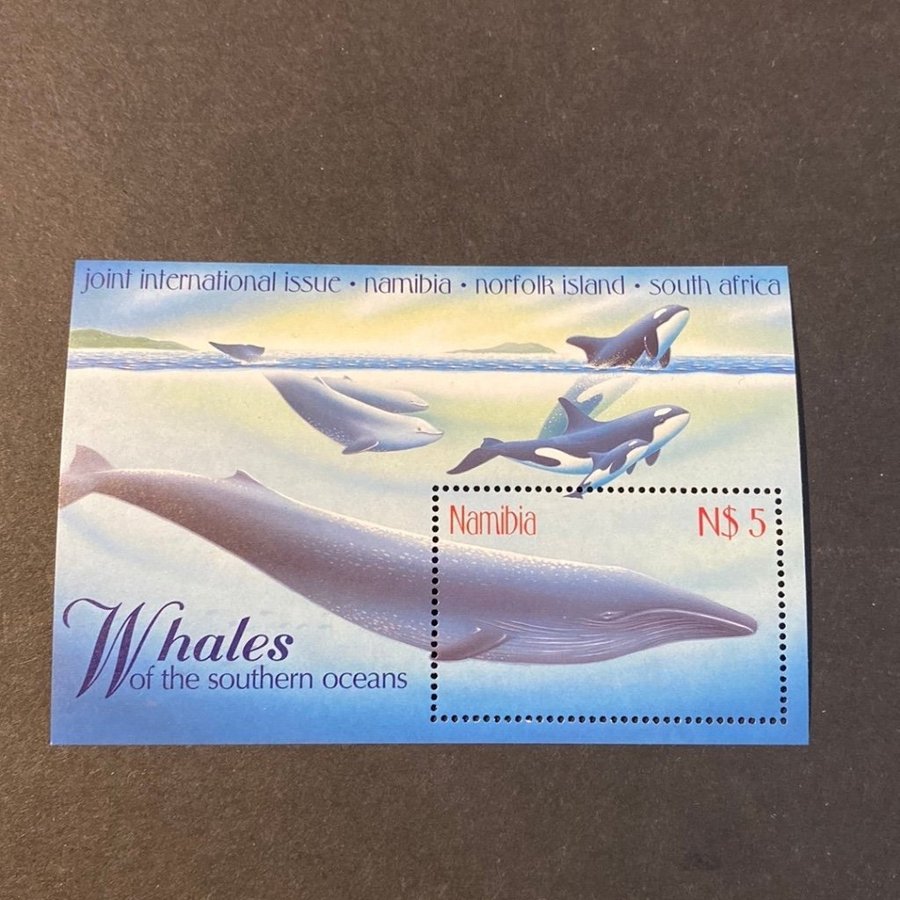 joint international issue • namibia • norfolk island • south africa
Namibia N$ 5
Whales
of the southern oceans